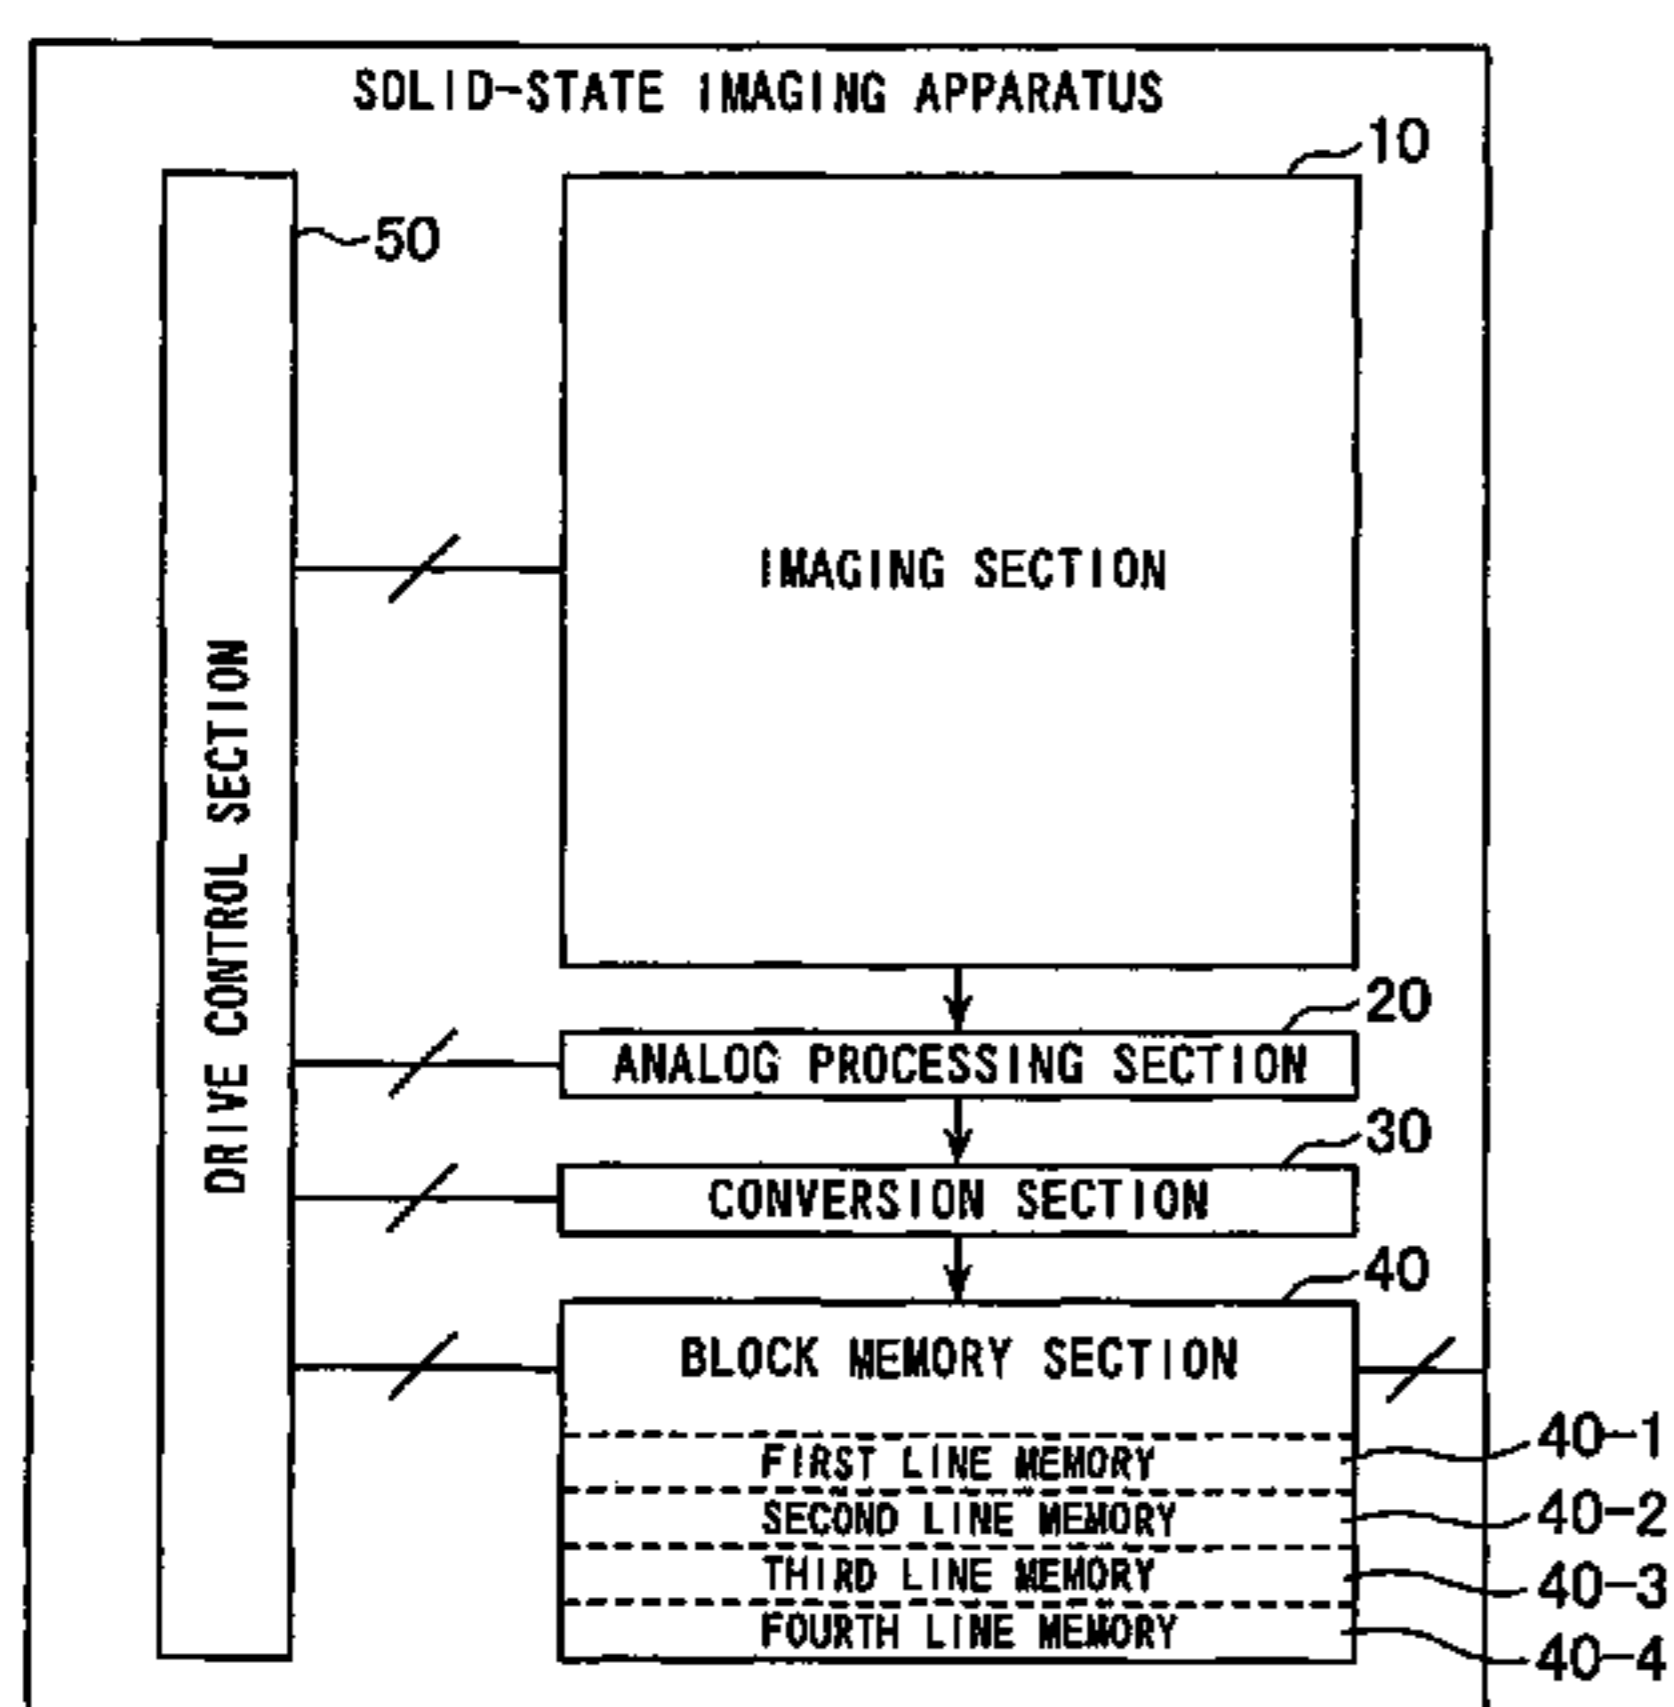 SOLID-STATE IMAGING APPARATUS
10
50
IMAGING SECTION
DRIVE CONTROL SECTION
20
ANALOG PROCESSING SECTION
30
CONVERSION SECTION
40
BLOCK MEMORY SECTION
40-1
FIRST LINE MEMORY
40-2
SECOND LINE MEMORY
40-3
THIRD LINE MEMORY
40-4
FOURTH LINE MEMORY